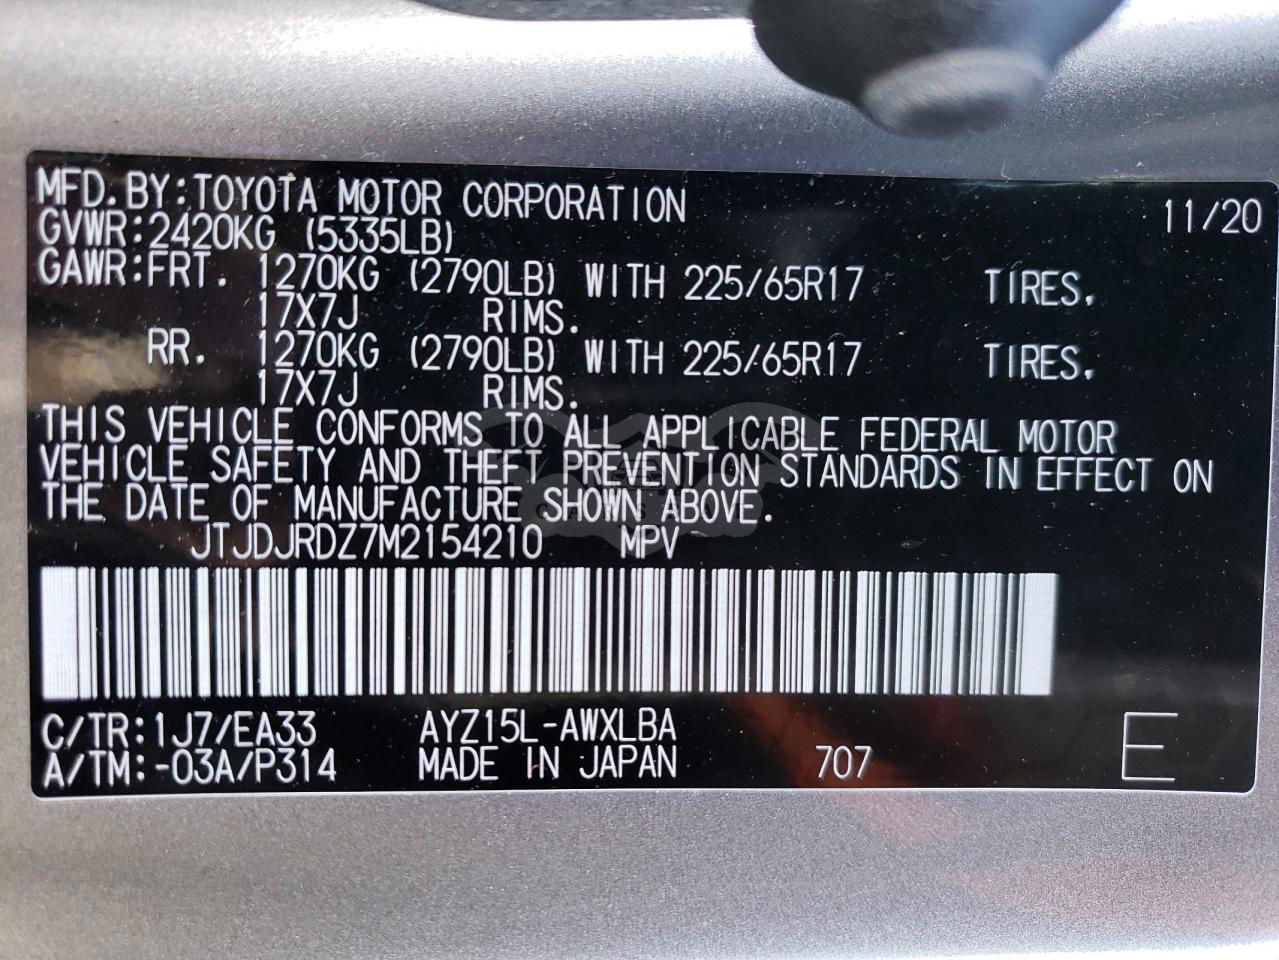 MFD.BY:TOYOTA MOTOR CORPORATION 11/20
GVWR:2420KG (5335LB)
GAWR:FRT. 1270KG (2790LB) WITH 225/65R17 TIRES.
17X7J RIMS.
RR. 1270KG (2790LB) WITH 225/65R17 TIRES.
17X7J RIMS.
THIS VEHICLE CONFORMS TO ALL APPLICABLE FEDERAL MOTOR
VEHICLE SAFETY AND THEFT PREVENTION STANDARDS IN EFFECT ON
THE DATE OF MANUFACTURE SHOWN ABOVE.
JTJDJRDZ7M2154210 MPV
C/TR:1J7/EA33 AYZ15L-AWXLBA
A/TM:-03A/P314 MADE IN JAPAN 707 E